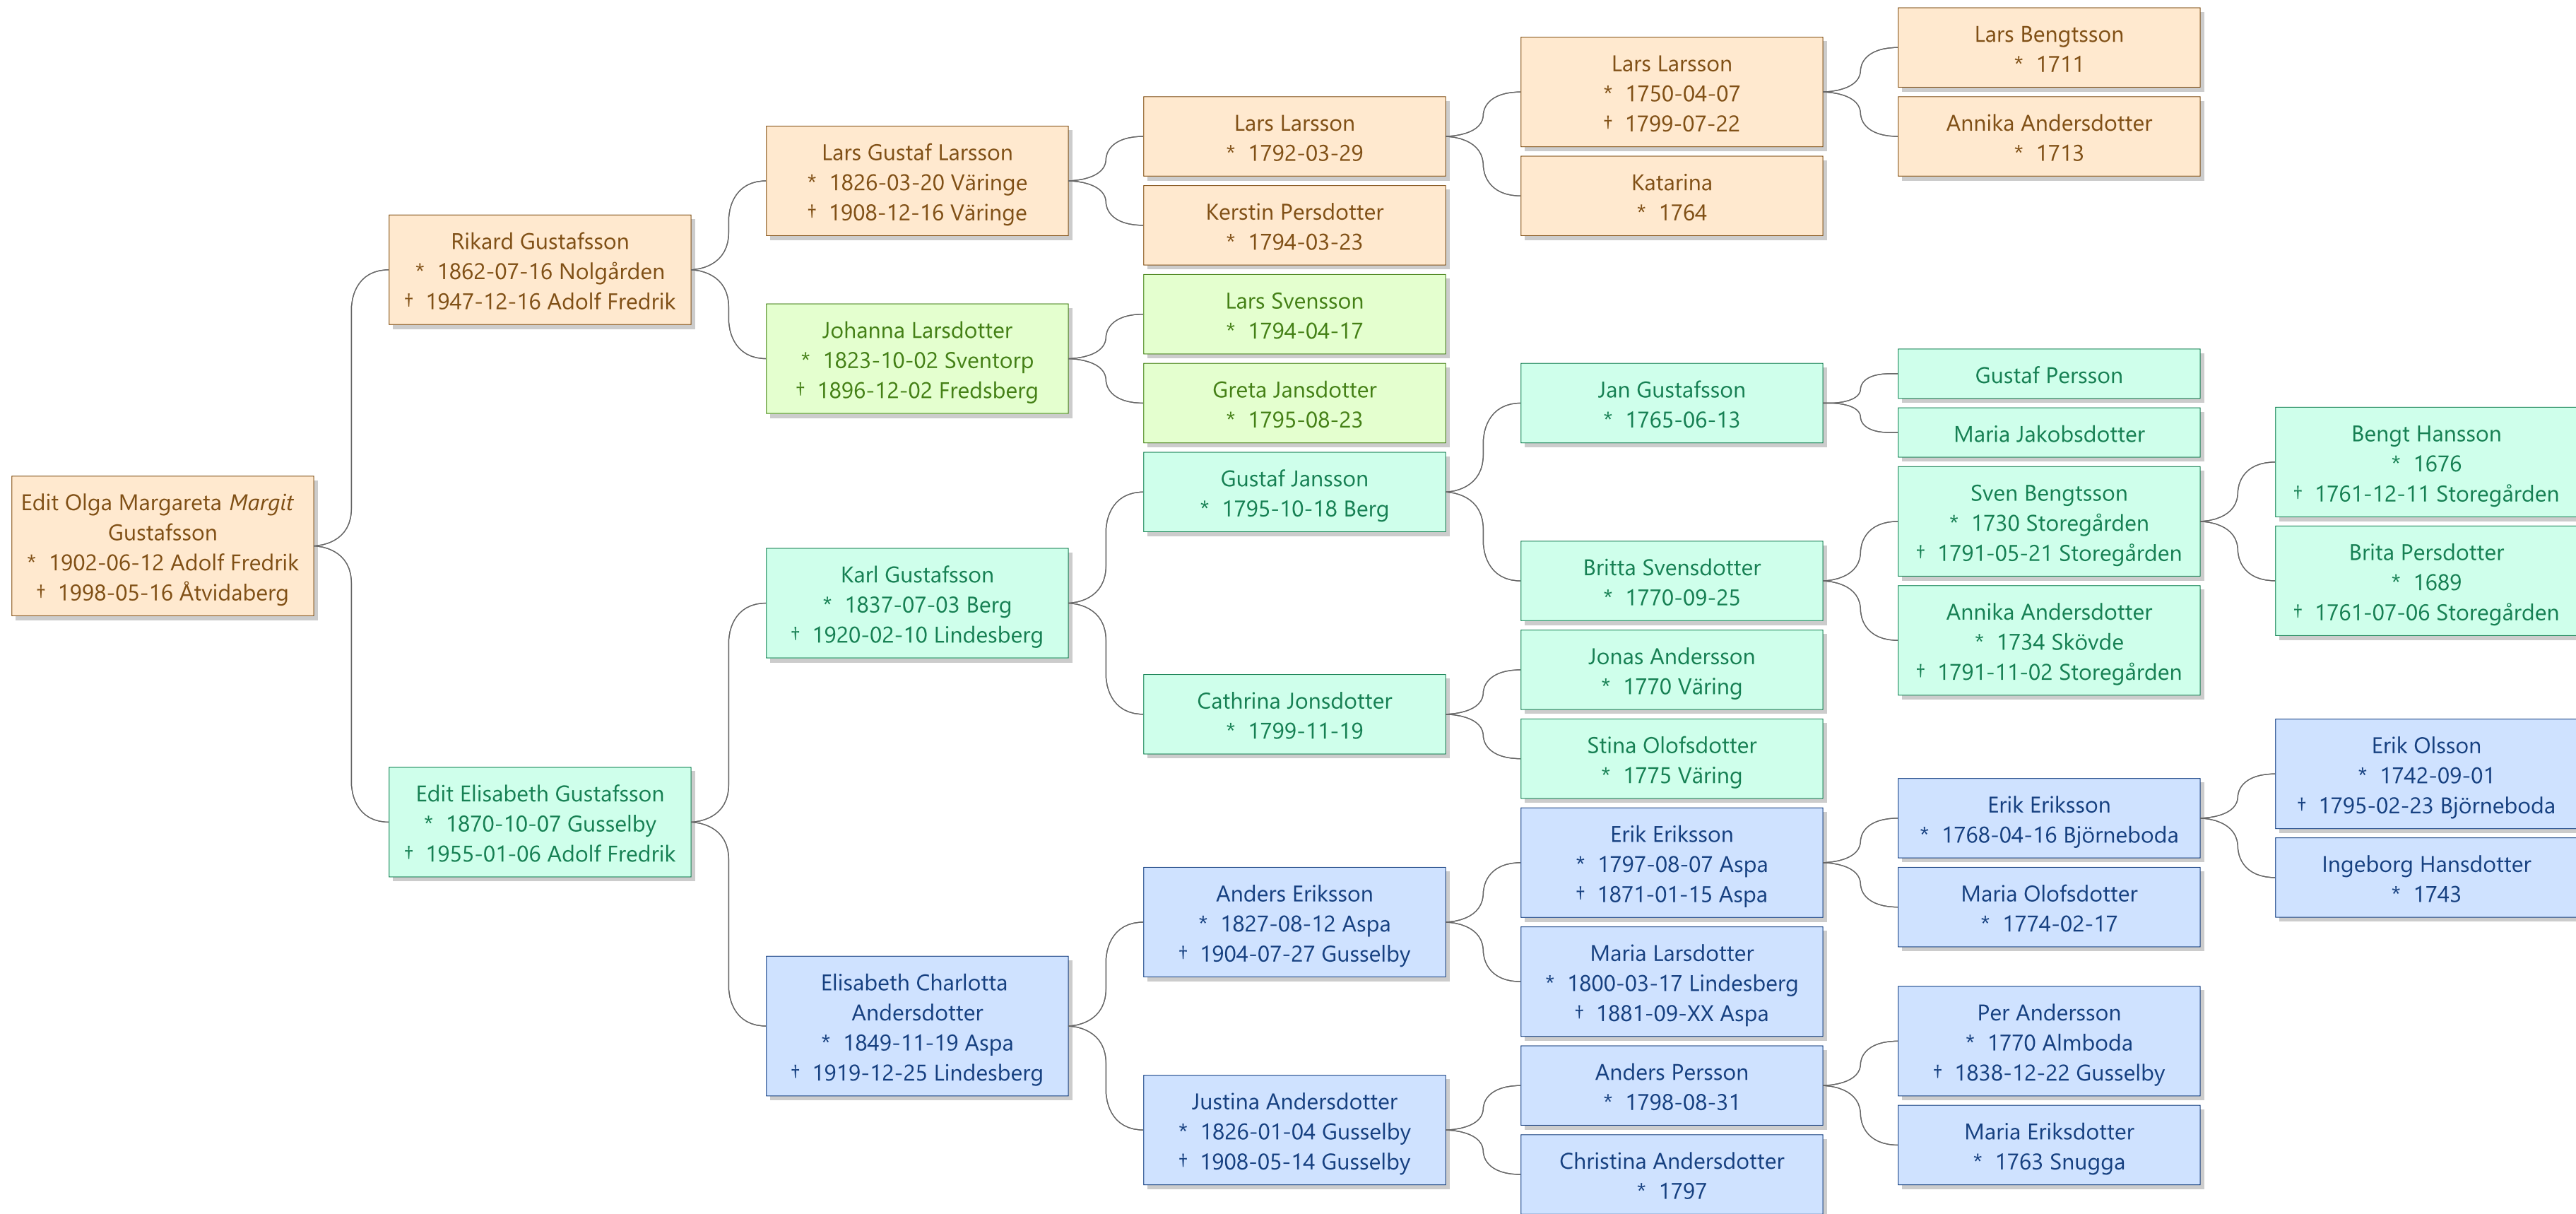 Edit Olga Margareta Margit
Gustafsson
* 1902-06-12 Adolf Fredrik
† 1998-05-16 Åtvidaberg
Rikard Gustafsson
* 1862-07-16 Nolgården
† 1947-12-16 Adolf Fredrik
Edit Elisabeth Gustafsson
* 1870-10-07 Gusselby
† 1955-01-06 Adolf Fredrik
Lars Gustaf Larsson
* 1826-03-20 Väringe
† 1908-12-16 Väringe
Johanna Larsdotter
* 1823-10-02 Sventorp
† 1896-12-02 Fredsberg
Karl Gustafsson
* 1837-07-03 Berg
† 1920-02-10 Lindesberg
Elisabeth Charlotta
Andersdotter
* 1849-11-19 Aspa
† 1919-12-25 Lindesberg
Lars Larsson
* 1792-03-29
Kerstin Persdotter
* 1794-03-23
Lars Svensson
* 1794-04-17
Greta Jansdotter
* 1795-08-23
Gustaf Jansson
* 1795-10-18 Berg
Cathrina Jonsdotter
* 1799-11-19
Anders Eriksson
* 1827-08-12 Aspa
† 1904-07-27 Gusselby
Justina Andersdotter
* 1826-01-04 Gusselby
† 1908-05-14 Gusselby
Lars Larsson
* 1750-04-07
† 1799-07-22
Katarina
* 1764
Jan Gustafsson
* 1765-06-13
Britta Svensdotter
* 1770-09-25
Jonas Andersson
* 1770 Väring
Stina Olofsdotter
* 1775 Väring
Erik Eriksson
* 1797-08-07 Aspa
† 1871-01-15 Aspa
Maria Larsdotter
* 1800-03-17 Lindesberg
† 1881-09-XX Aspa
Anders Persson
* 1798-08-31
Christina Andersdotter
* 1797
Lars Bengtsson
* 1711
Annika Andersdotter
* 1713
Gustaf Persson
Maria Jakobsdotter
Sven Bengtsson
* 1730 Storegården
† 1791-05-21 Storegården
Annika Andersdotter
* 1734 Skövde
† 1791-11-02 Storegården
Erik Eriksson
* 1768-04-16 Björneboda
Maria Olofsdotter
* 1774-02-17
Per Andersson
* 1770 Almboda
† 1838-12-22 Gusselby
Maria Eriksdotter
* 1763 Snugga
Bengt Hansson
* 1676
† 1761-12-11 Storegården
Brita Persdotter
* 1689
† 1761-07-06 Storegården
Erik Olsson
* 1742-09-01
† 1795-02-23 Björneboda
Ingeborg Hansdotter
* 1743